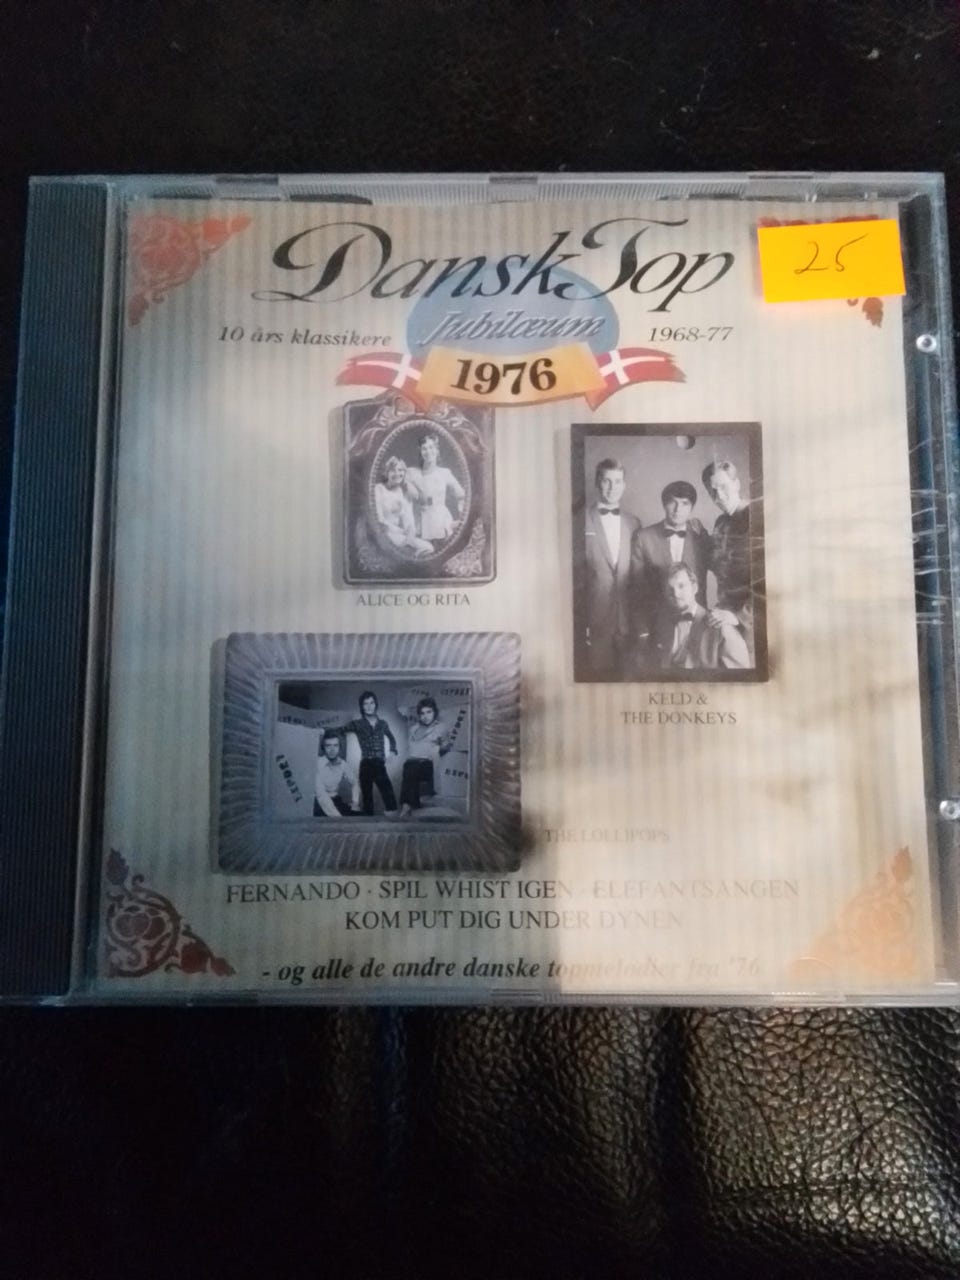 Dansk Top
25
10 års klassikere
Jubilæum
1968-77
1976
ALICE OG RITA
KELD &
THE DONKEYS
THE LOLLIPOPS
FERNANDO · SPIL WHIST IGEN · ELEFANTSANGEN
KOM PUT DIG UNDER DYNEN
- og alle de andre danske topmelodier fra '76